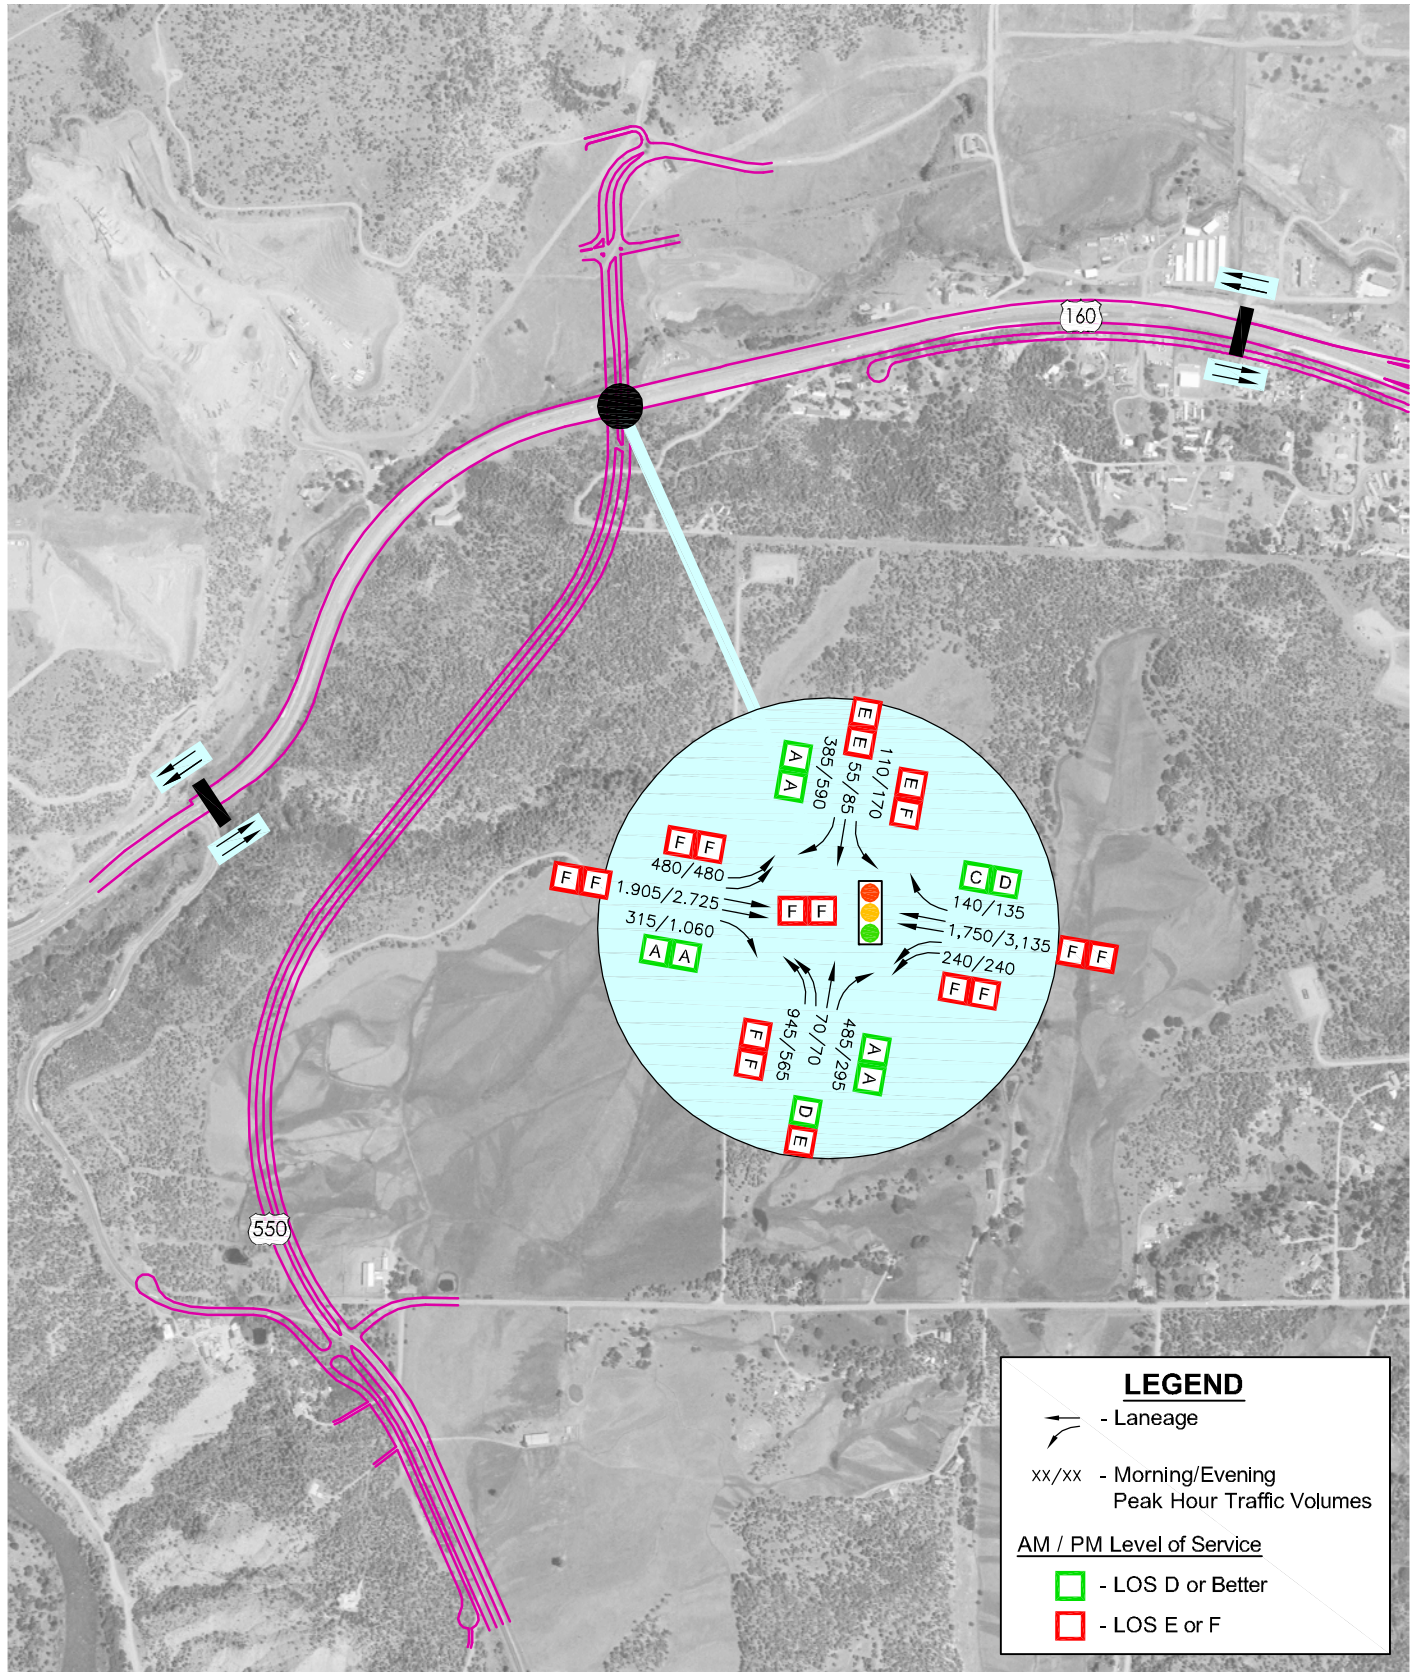 160
E
E
A
A
385/590
55/85
110/170
E
F
F F
480/480
F F
1.905/2.725
F F
315/1.060
A A
C D
140/135
1,750/3,135
F F
240/240
F F
945/565
70/70
485/295
F
F
A
A
D
E
550
LEGEND
- Laneage
xx/xx - Morning/Evening
Peak Hour Traffic Volumes
AM / PM Level of Service
- LOS D or Better
- LOS E or F